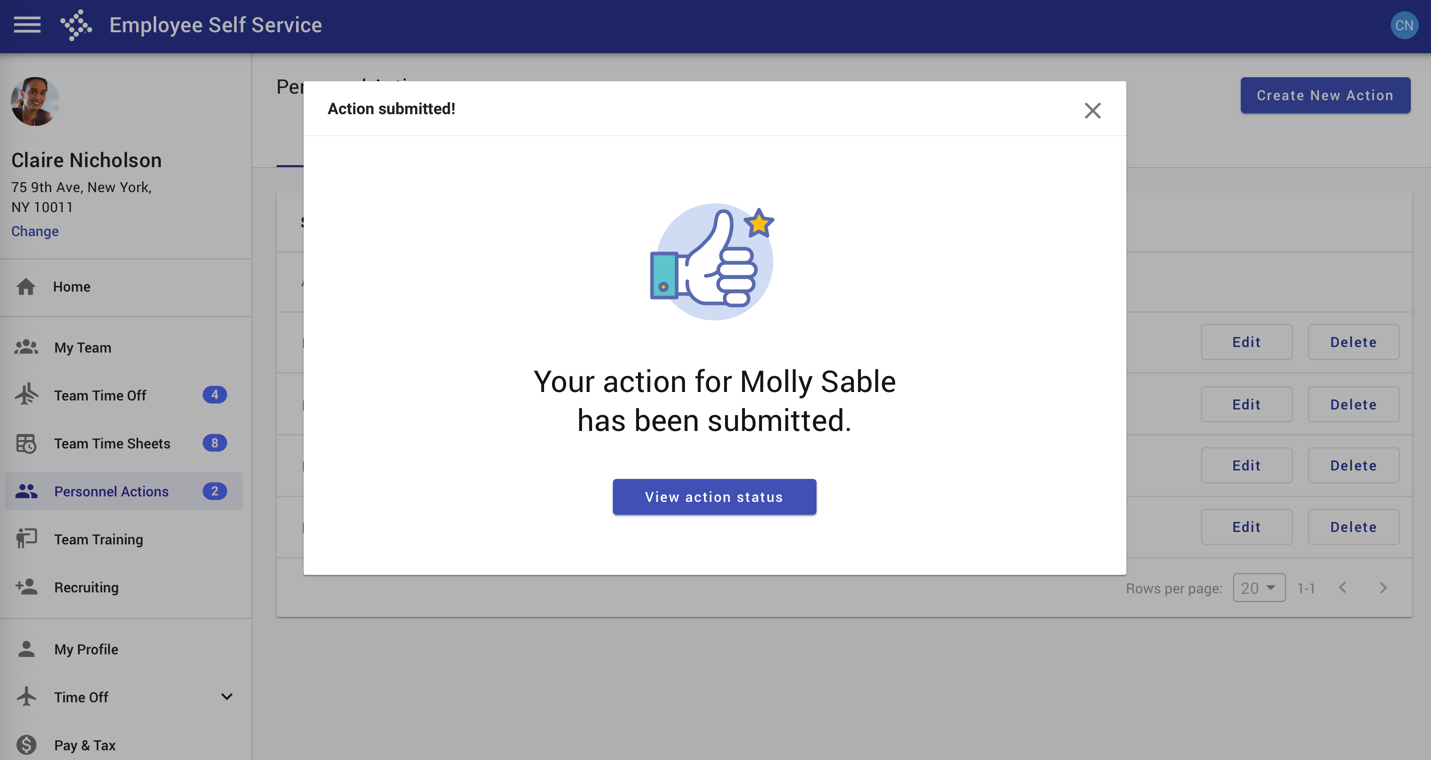 Employee Self Service
CN
Claire Nicholson
75 9th Ave, New York,
NY 10011
Change
Home
My Team
Team Time Off 4
Team Time Sheets 8
Personnel Actions 2
Team Training
Recruiting
My Profile
Time Off
Pay & Tax
Create New Action
Action submitted!
Your action for Molly Sable
has been submitted.
View action status
Edit Delete
Edit Delete
Edit Delete
Edit Delete
Rows per page: 20 1-1